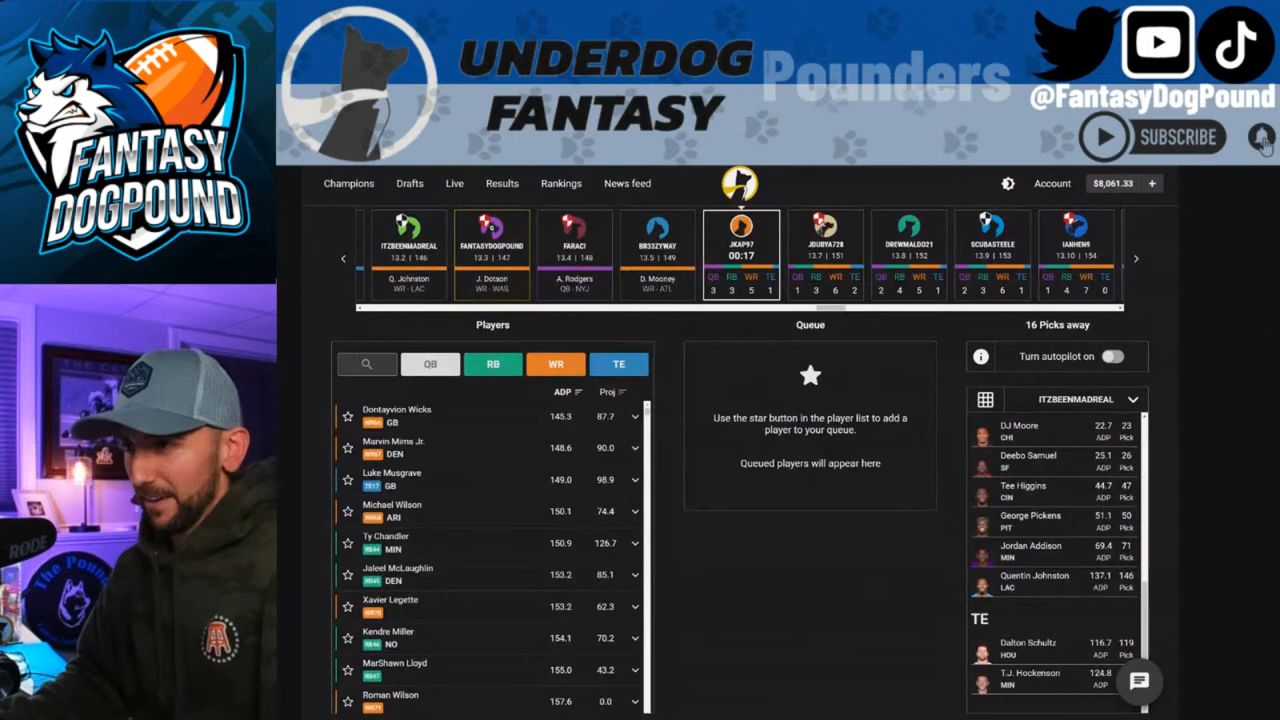 FANTASY
DOGPOUND
UNDERDOG
FANTASY
Pounders
@FantasyDogPound
SUBSCRIBE
Champions
Drafts
Live
Results
Rankings
News feed
Account
$8,061.33 +
ITZBEENMADREAL
13.2 | 146
Q. Johnston
WR - LAC
FANTASYDOGPOUND
13.3 | 147
J. Dotson
WR - WAS
FARACI
13.4 | 148
A. Rodgers
QB - NYJ
BR33ZYWAY
13.5 | 149
D. Mooney
WR - ATL
JKAP97
00:17
QB RB WR TE
3 3 5 1
JDUBYA728
13.7 | 151
QB RB WR TE
1 3 6 2
DREWMALDO21
13.8 | 152
QB RB WR TE
2 4 5 1
SCUBASTEELE
13.9 | 153
QB RB WR TE
2 3 6 1
IANHEN9
13.10 | 154
QB RB WR TE
1 4 7 0
Players
QB
RB
WR
TE
ADP
Proj
Dontayvion Wicks
WR66 GB
145.3
87.7
Marvin Mims Jr.
WR67 DEN
148.6
90.0
Luke Musgrave
TE17 GB
149.0
98.9
Michael Wilson
ARI
150.1
74.4
Ty Chandler
RB44 MIN
150.9
126.7
Jaleel McLaughlin
RB45 DEN
153.2
85.1
Xavier Legette
WR70
153.2
62.3
Kendre Miller
RB46 NO
154.1
70.2
MarShawn Lloyd
RB47
155.0
43.2
Roman Wilson
WR71
157.6
0.0
Queue
Use the star button in the player list to add a
player to your queue.
Queued players will appear here
16 Picks away
Turn autopilot on
ITZBEENMADREAL
DJ Moore
CHI
22.7 23
ADP Pick
Deebo Samuel
SF
25.1 26
ADP Pick
Tee Higgins
CIN
44.7 47
ADP Pick
George Pickens
PIT
51.1 50
ADP Pick
Jordan Addison
MIN
69.4 71
ADP Pick
Quentin Johnston
LAC
137.1 146
ADP Pick
TE
Dalton Schultz
HOU
116.7 119
ADP Pick
T.J. Hockenson
MIN
124.8
ADP
RØDE
The Pound